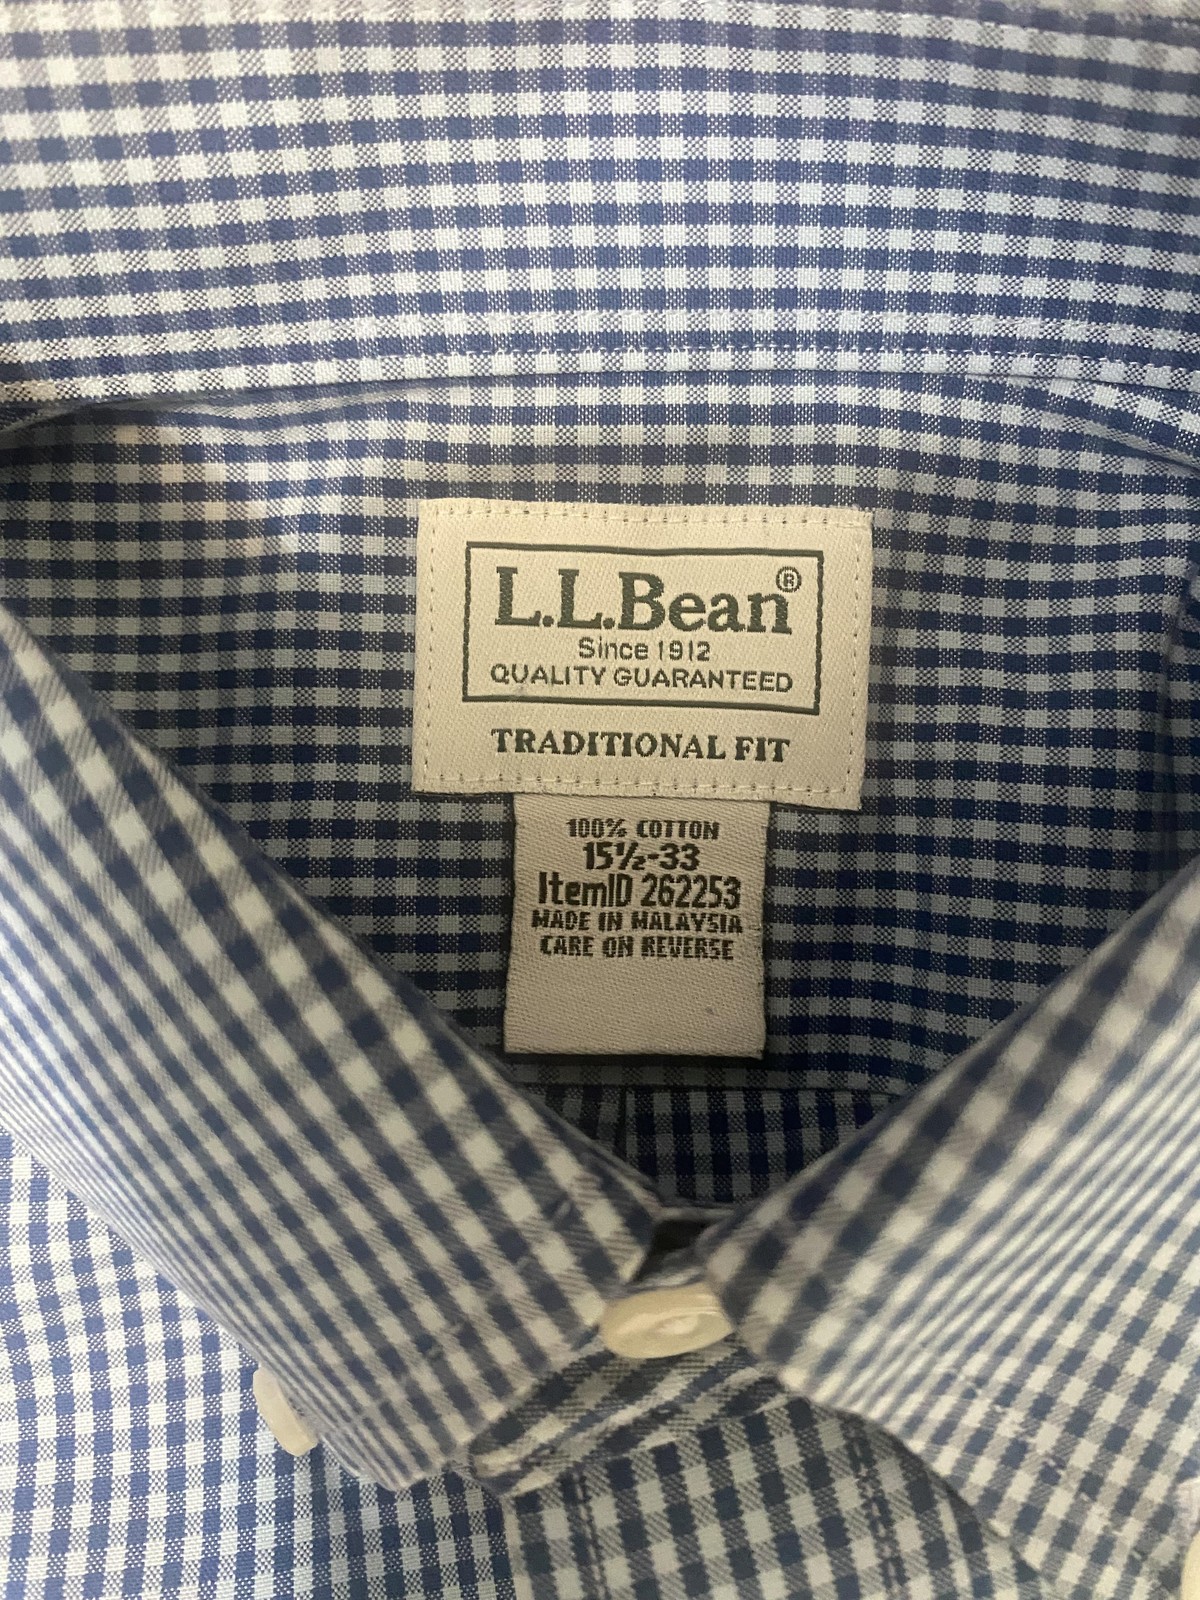 L.L.Bean®
Since 1912
QUALITY GUARANTEED
TRADITIONAL FIT
100% COTTON
15½-33
ItemID 262253
MADE IN MALAYSIA
CARE ON REVERSE